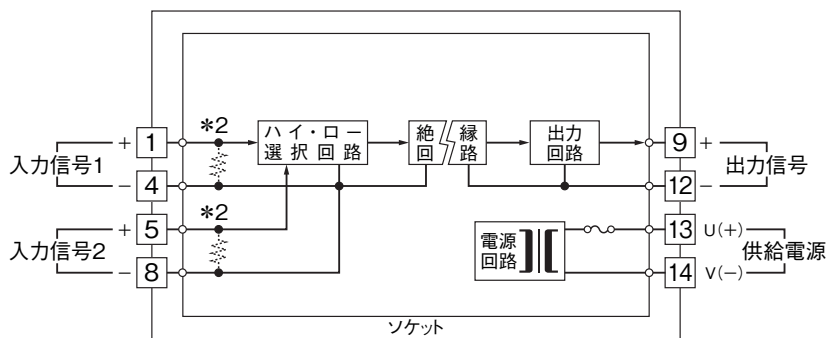 *2
ハイ・ロー
選択回路
絶縁
回路
出力
回路
入力信号1
+ 1
− 4
*2
入力信号2
+ 5
− 8
9 +
12 −
出力信号
電源
回路
13 U(+)
14 V(−)
供給電源
ソケット